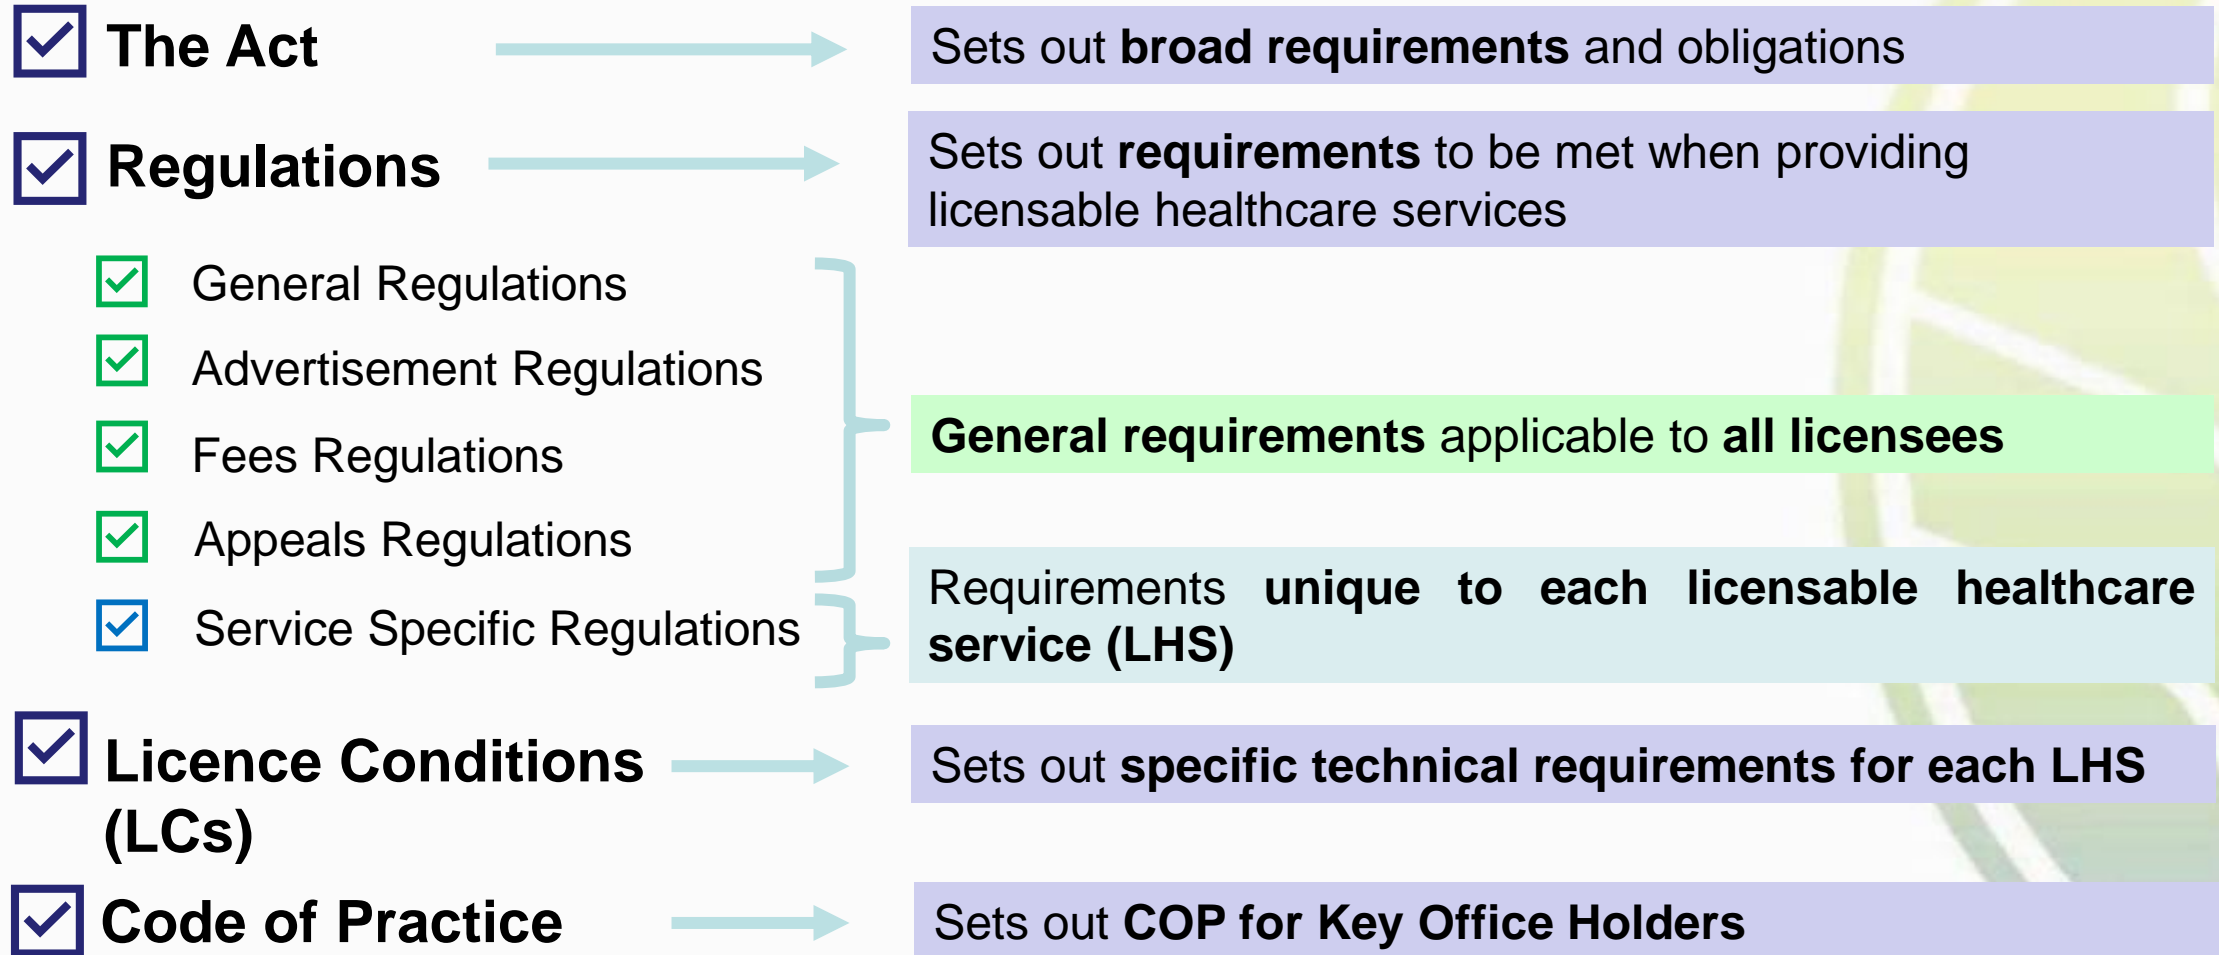 The Act
Sets out broad requirements and obligations
Regulations
Sets out requirements to be met when providing
licensable healthcare services
General Regulations
Advertisement Regulations
Fees Regulations
Appeals Regulations
General requirements applicable to all licensees
Service Specific Regulations
Requirements unique to each licensable healthcare
service (LHS)
Licence Conditions
(LCs)
Sets out specific technical requirements for each LHS
Code of Practice
Sets out COP for Key Office Holders